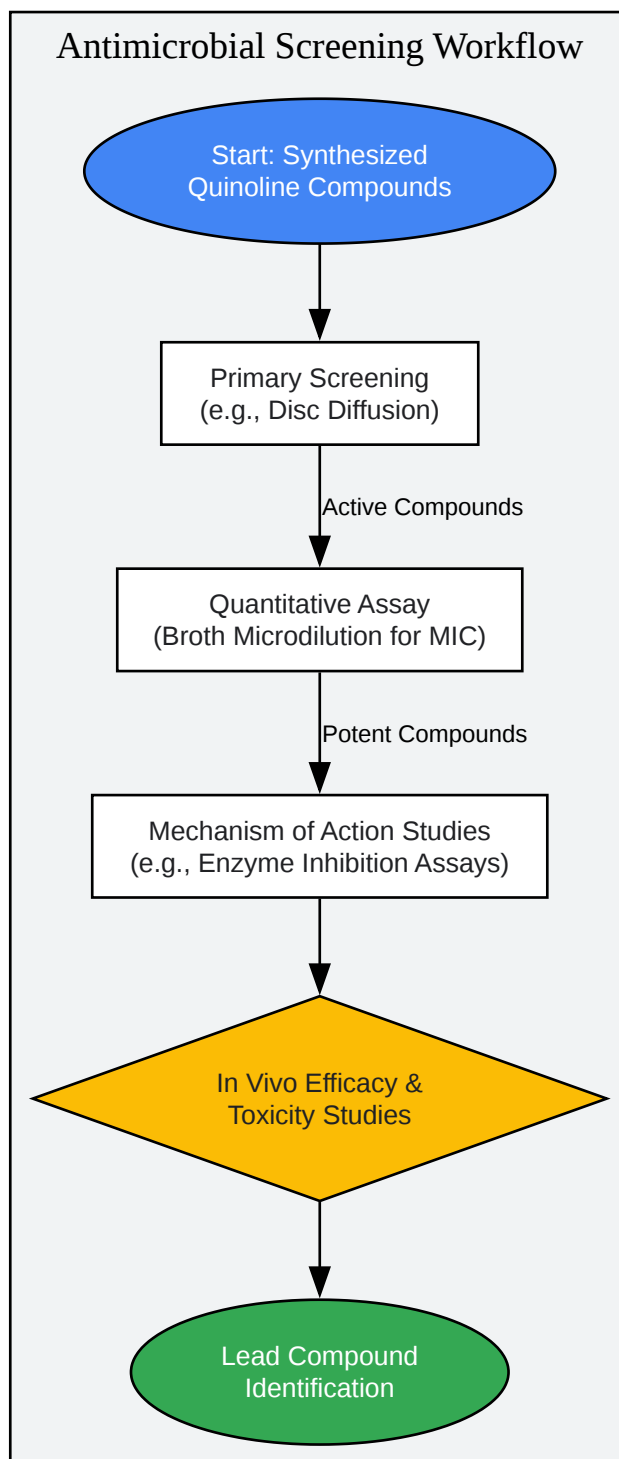 Antimicrobial Screening Workflow
Start: Synthesized
Quinoline Compounds
Primary Screening
(e.g., Disc Diffusion)
Active Compounds
Quantitative Assay
(Broth Microdilution for MIC)
Potent Compounds
Mechanism of Action Studies
(e.g., Enzyme Inhibition Assays)
In Vivo Efficacy &
Toxicity Studies
Lead Compound
Identification